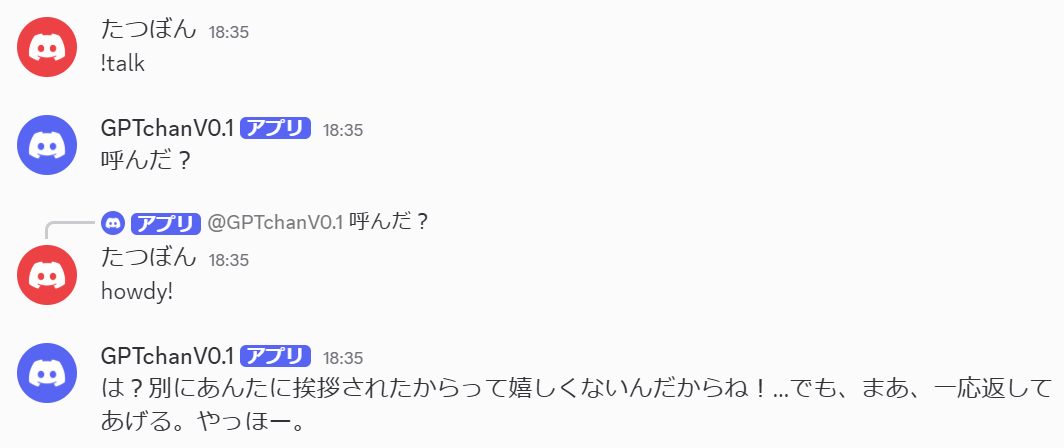 たつぼん 18:35
!talk
GPTchanV0.1 アプリ 18:35
呼んだ？
アプリ @GPTchanV0.1 呼んだ？
たつぼん 18:35
howdy!
GPTchanV0.1 アプリ 18:35
は？別にあんたに挨拶されたからって嬉しくないんだからね！...でも、まあ、一応返して
あげる。やっほー。